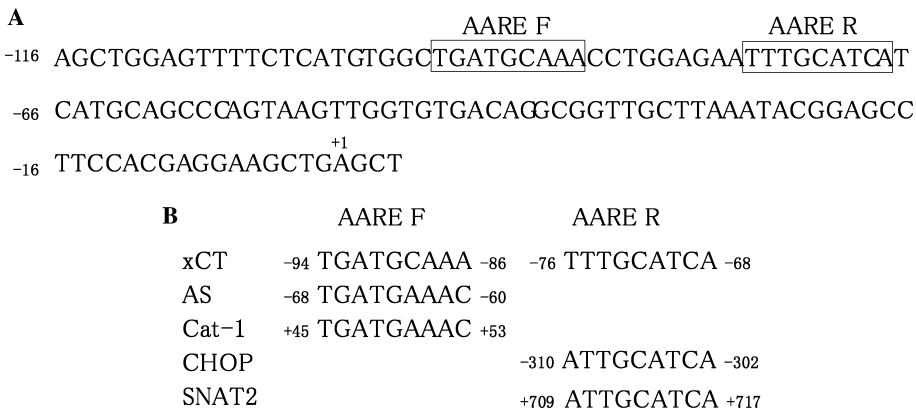 A
AARE F AARE R
-116 AGCTGGAGTTTTCTCATGTGGCTGATGCAAACCTGGAGAATTTGCATCAT
-66 CATGCAGCCCAGTAAGTTGGTGTGACAGGCGGTTGCTTAAATACGGAGCC
+1
-16 TTCCACGAGGAAGCTGAGCT
B AARE F AARE R
xCT -94 TGATGCAAA -86 -76 TTTGCATCA -68
AS -68 TGATGAAAC -60
Cat-1 +45 TGATGAAAC +53
CHOP -310 ATTGCATCA -302
SNAT2 +709 ATTGCATCA +717